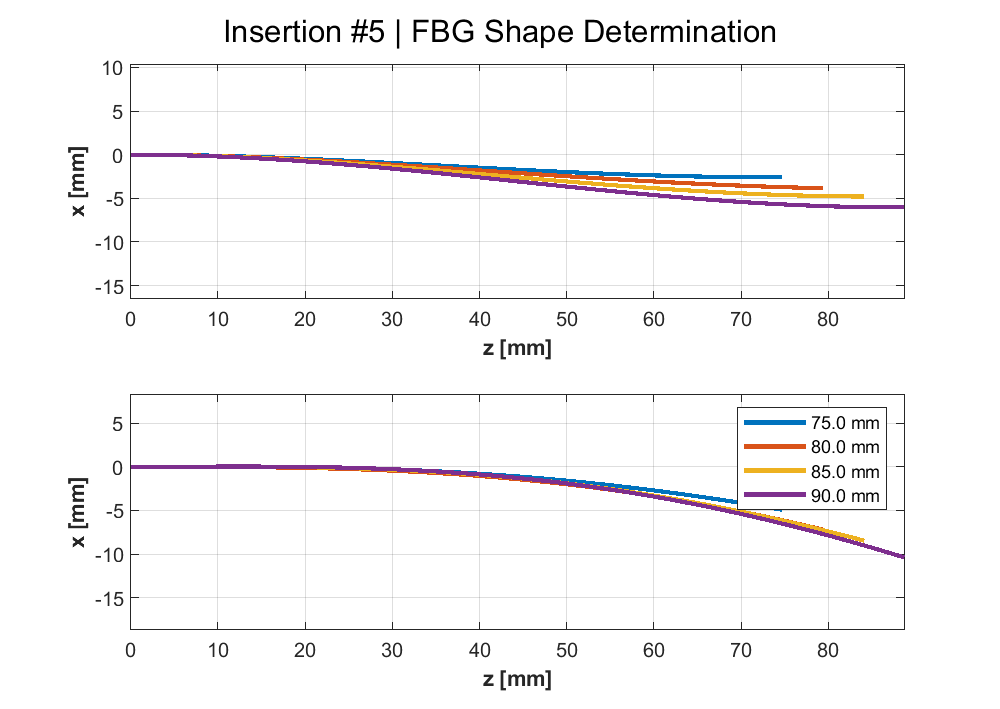 Insertion #5 | FBG Shape Determination
10
5
0
-5
-10
-15
x [mm]
0 10 20 30 40 50 60 70 80
z [mm]
5
0
-5
-10
-15
x [mm]
75.0 mm
80.0 mm
85.0 mm
90.0 mm
0 10 20 30 40 50 60 70 80
z [mm]